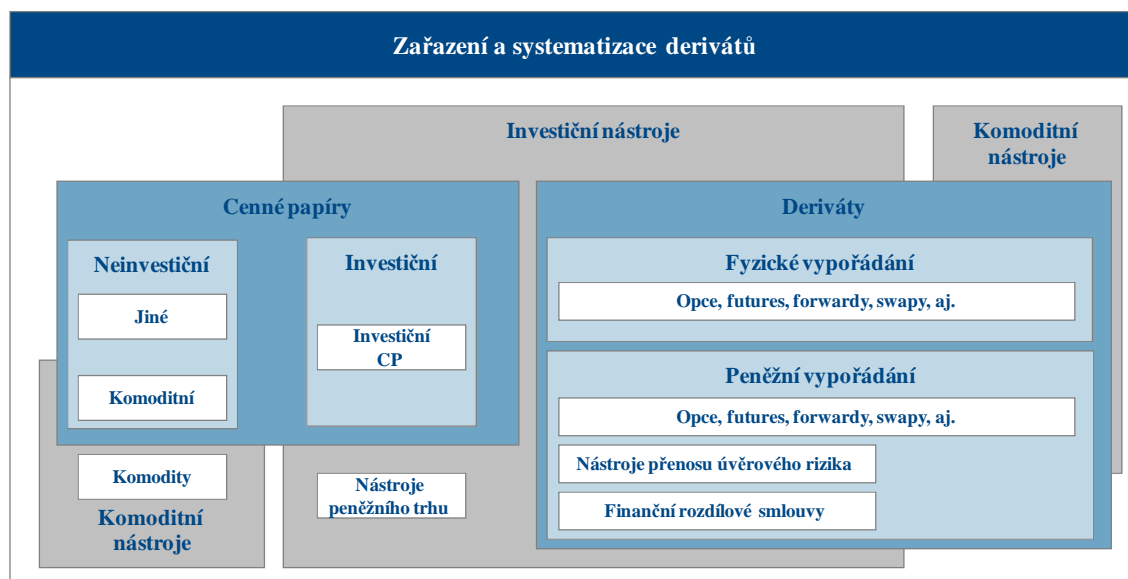 Zařazení a systematizace derivátů
Investiční nástroje
Komoditní
nástroje
Cenné papíry
Deriváty
Neinvestiční
Investiční
Fyzické vypořádání
Jiné
Opce, futures, forwardy, swapy, aj.
Investiční
CP
Peněžní vypořádání
Komoditní
Opce, futures, forwardy, swapy, aj.
Komodity
Nástroje
peněžního trhu
Nástroje přenosu úvěrového rizika
Komoditní
nástroje
Finanční rozdílové smlouvy